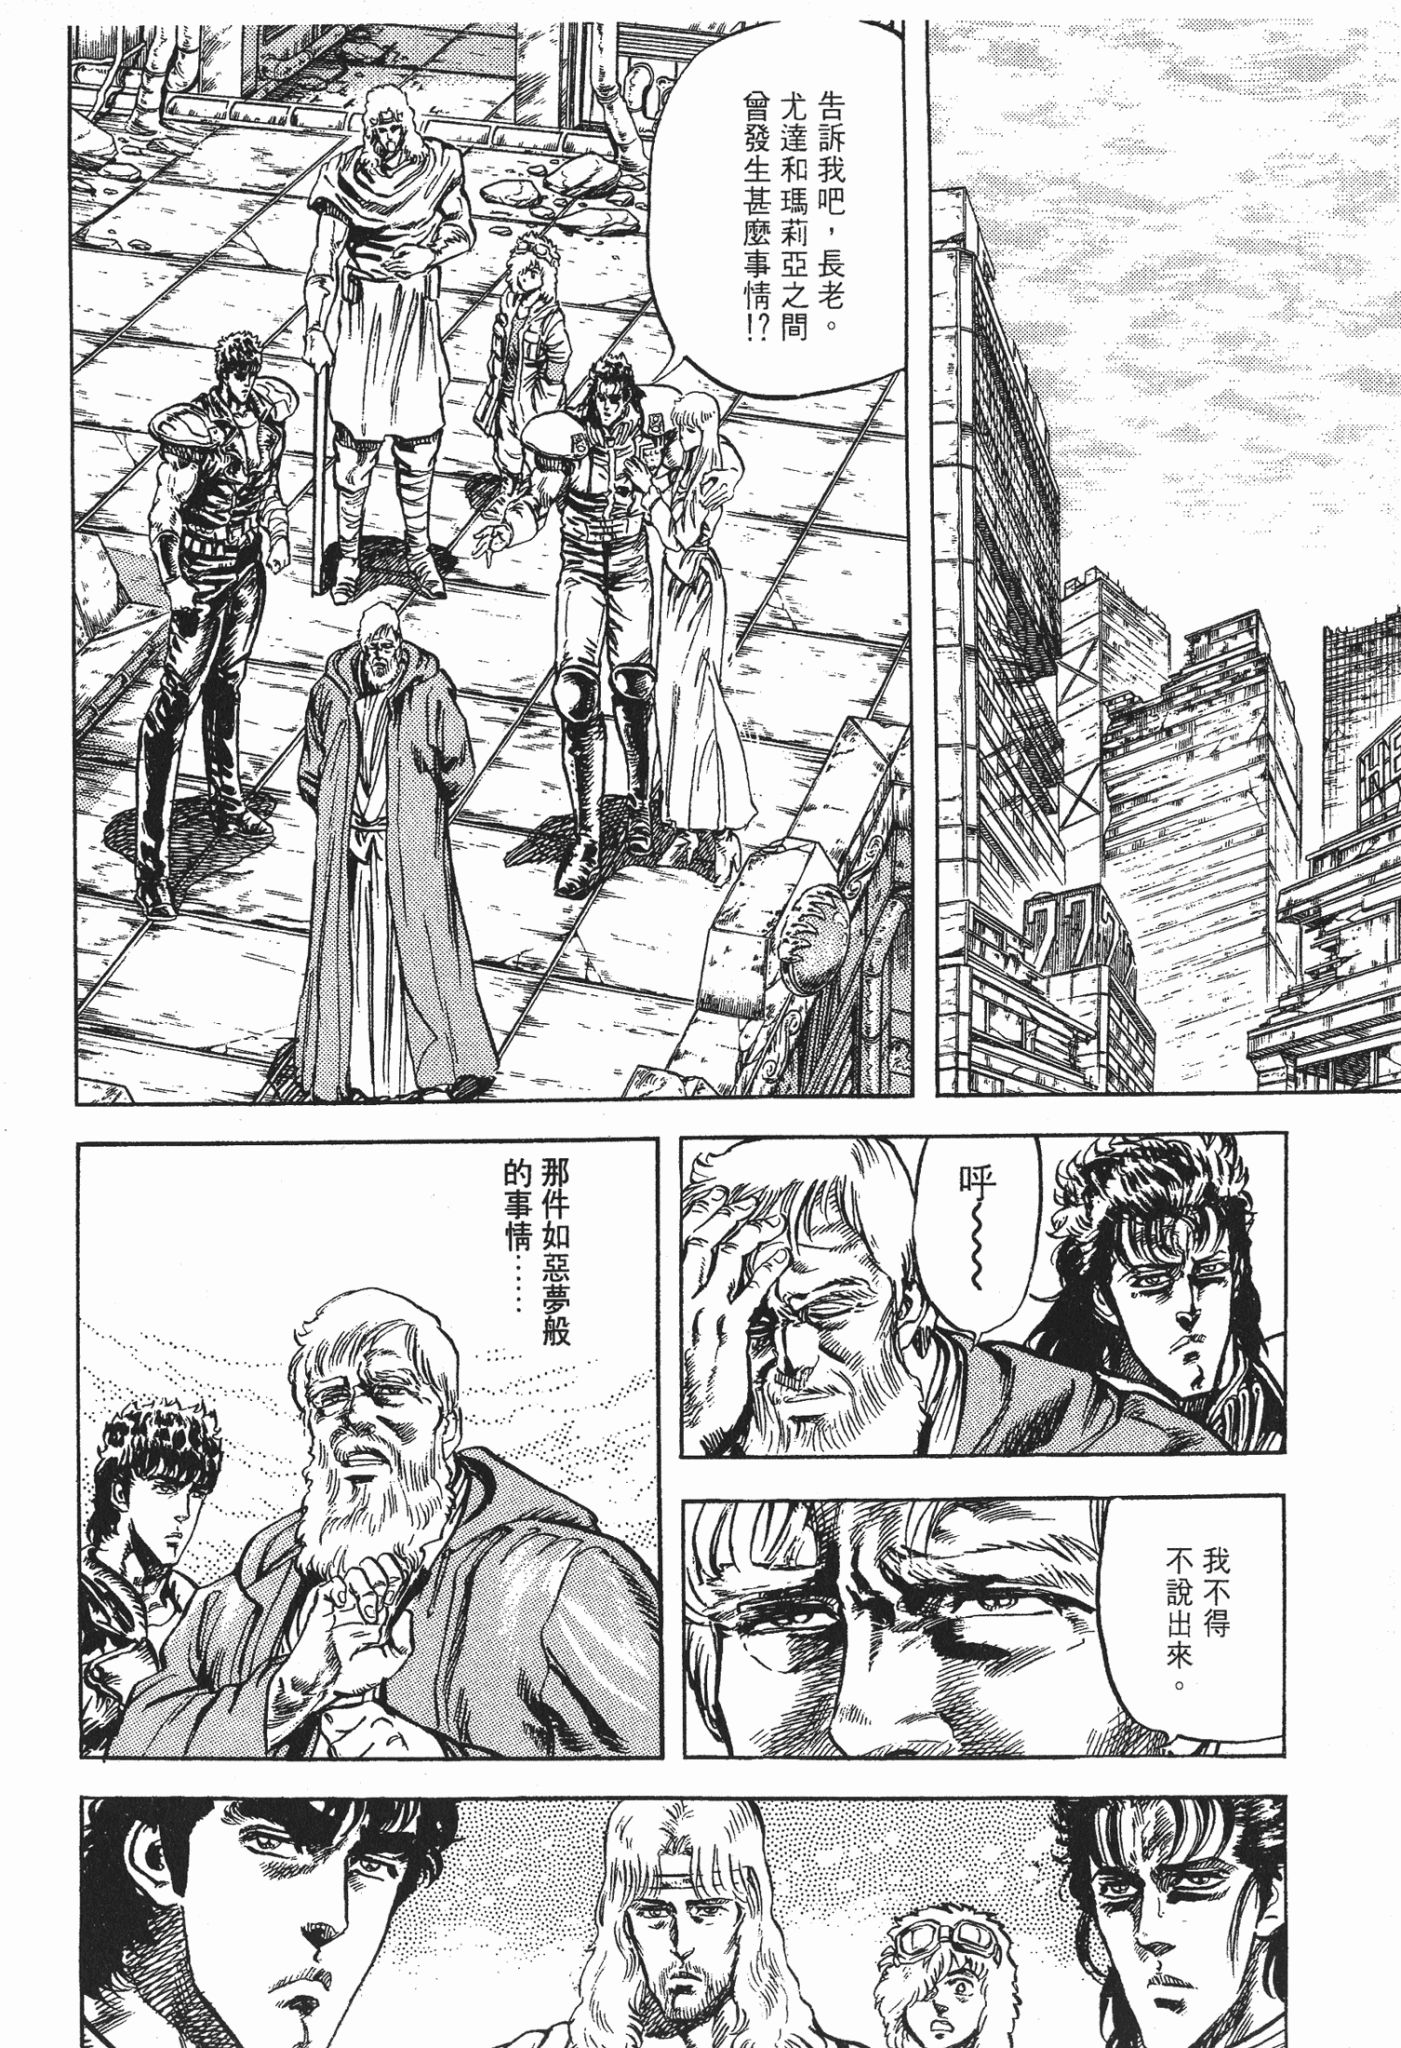 告訴我吧，長老。
尤達和瑪莉亞之間
曾發生甚麼事情!?
呼～～～
我不得
不說出來。
那件如惡夢般
的事情……